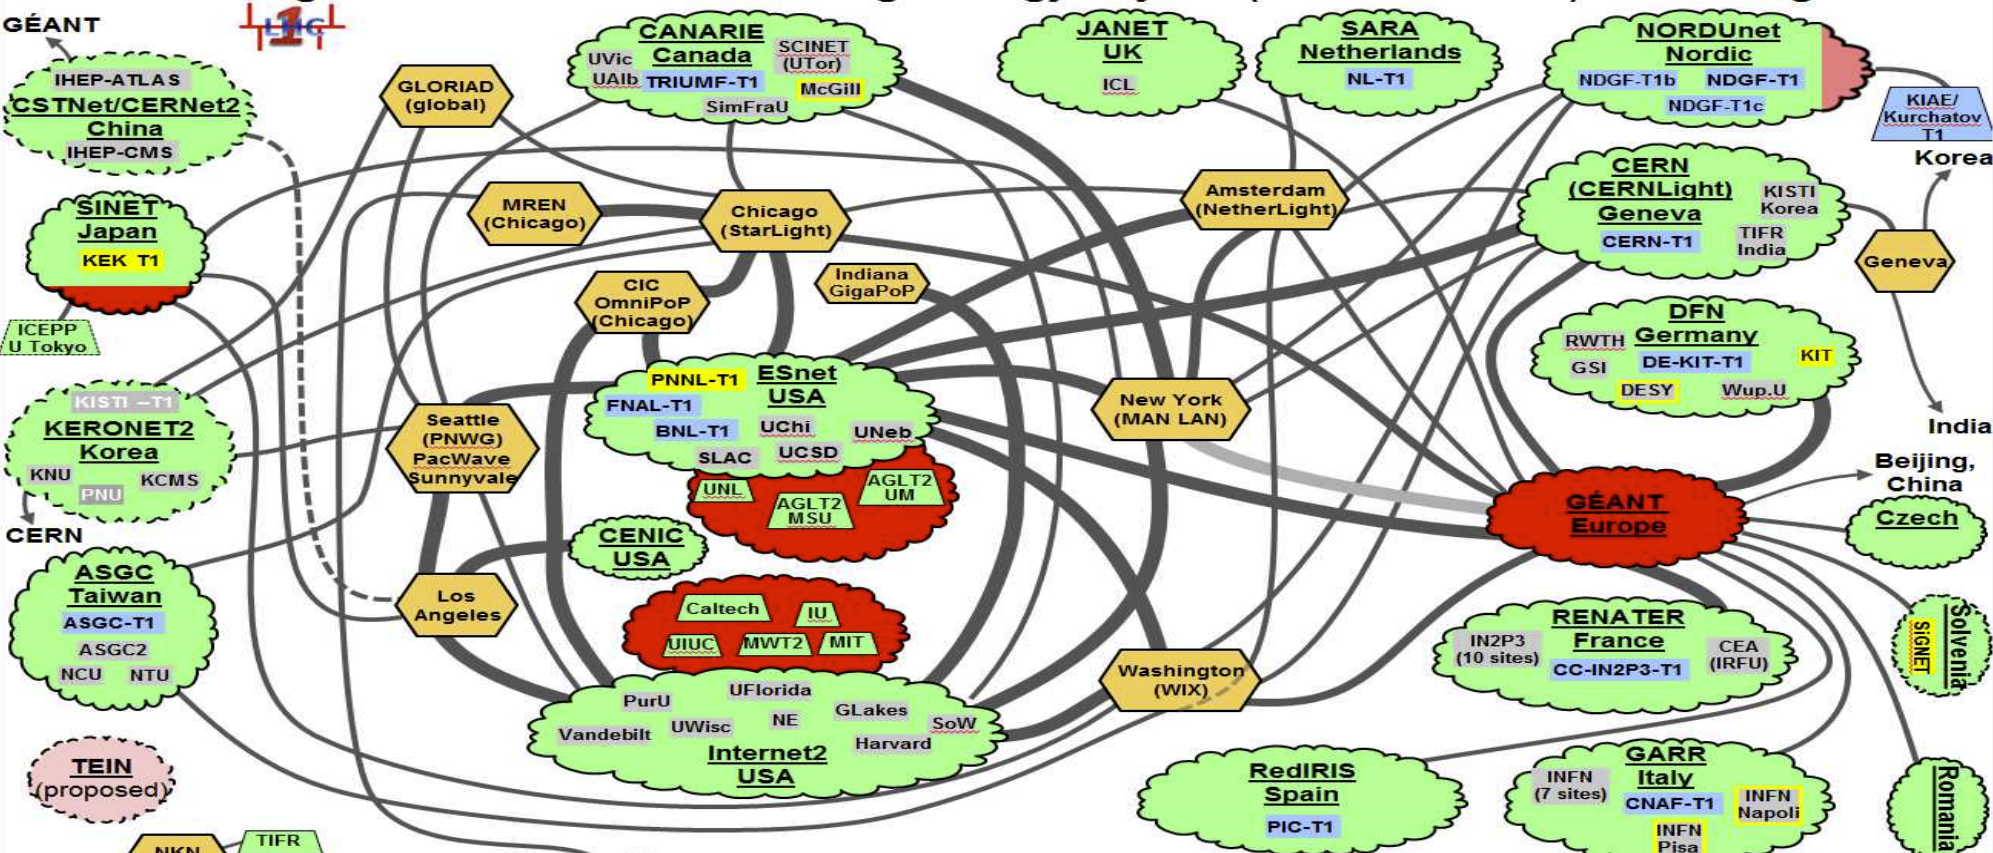 GÉANT
LHC
1
IHEP-ATLAS
CSTNet/CERNet2
China
IHEP-CMS
SINET
Japan
KEK T1
ICEPP
U Tokyo
KISTI –T1
KERONET2
Korea
KNU
PNU
KCMS
CERN
ASGC
Taiwan
ASGC-T1
ASGC2
NCU
NTU
TEIN
(proposed)
NKN
TIFR
GLORIAD
(global)
MREN
(Chicago)
Chicago
(StarLight)
CIC
OmniPoP
(Chicago)
Indiana
GigaPoP
Seattle
(PNWG)
PacWave
Sunnyvale
Los
Angeles
CANARIE
Canada
UVic
UAlb
TRIUMF-T1
SCINET
(UTor)
McGill
SimFraU
PNNL-T1
ESnet
USA
FNAL-T1
BNL-T1
UChi
UNeb
SLAC
UCSD
UNL
AGLT2
MSU
AGLT2
UM
CENIC
USA
Caltech
IU
UIUC
MWT2
MIT
PurU
UFlorida
Vandebilt
UWisc
NE
GLakes
SoW
Harvard
Internet2
USA
JANET
UK
ICL
SARA
Netherlands
NL-T1
Amsterdam
(NetherLight)
New York
(MAN LAN)
Washington
(WIX)
NORDUnet
Nordic
NDGF-T1b
NDGF-T1
NDGF-T1c
KIAE/
Kurchatov
T1
Korea
CERN
(CERNLight)
Geneva
CERN-T1
KISTI
Korea
TIFR
India
Geneva
India
DFN
Germany
RWTH
GSI
DE-KIT-T1
KIT
DESY
Wup.U
GÉANT
Europe
Beijing,
China
Czech
RENATER
France
IN2P3
(10 sites)
CEA
(IRFU)
CC-IN2P3-T1
Solvenia
SiGNET
RedIRIS
Spain
PIC-T1
GARR
Italy
INFN
(7 sites)
CNAF-T1
INFN
Napoli
INFN
Pisa
Romania